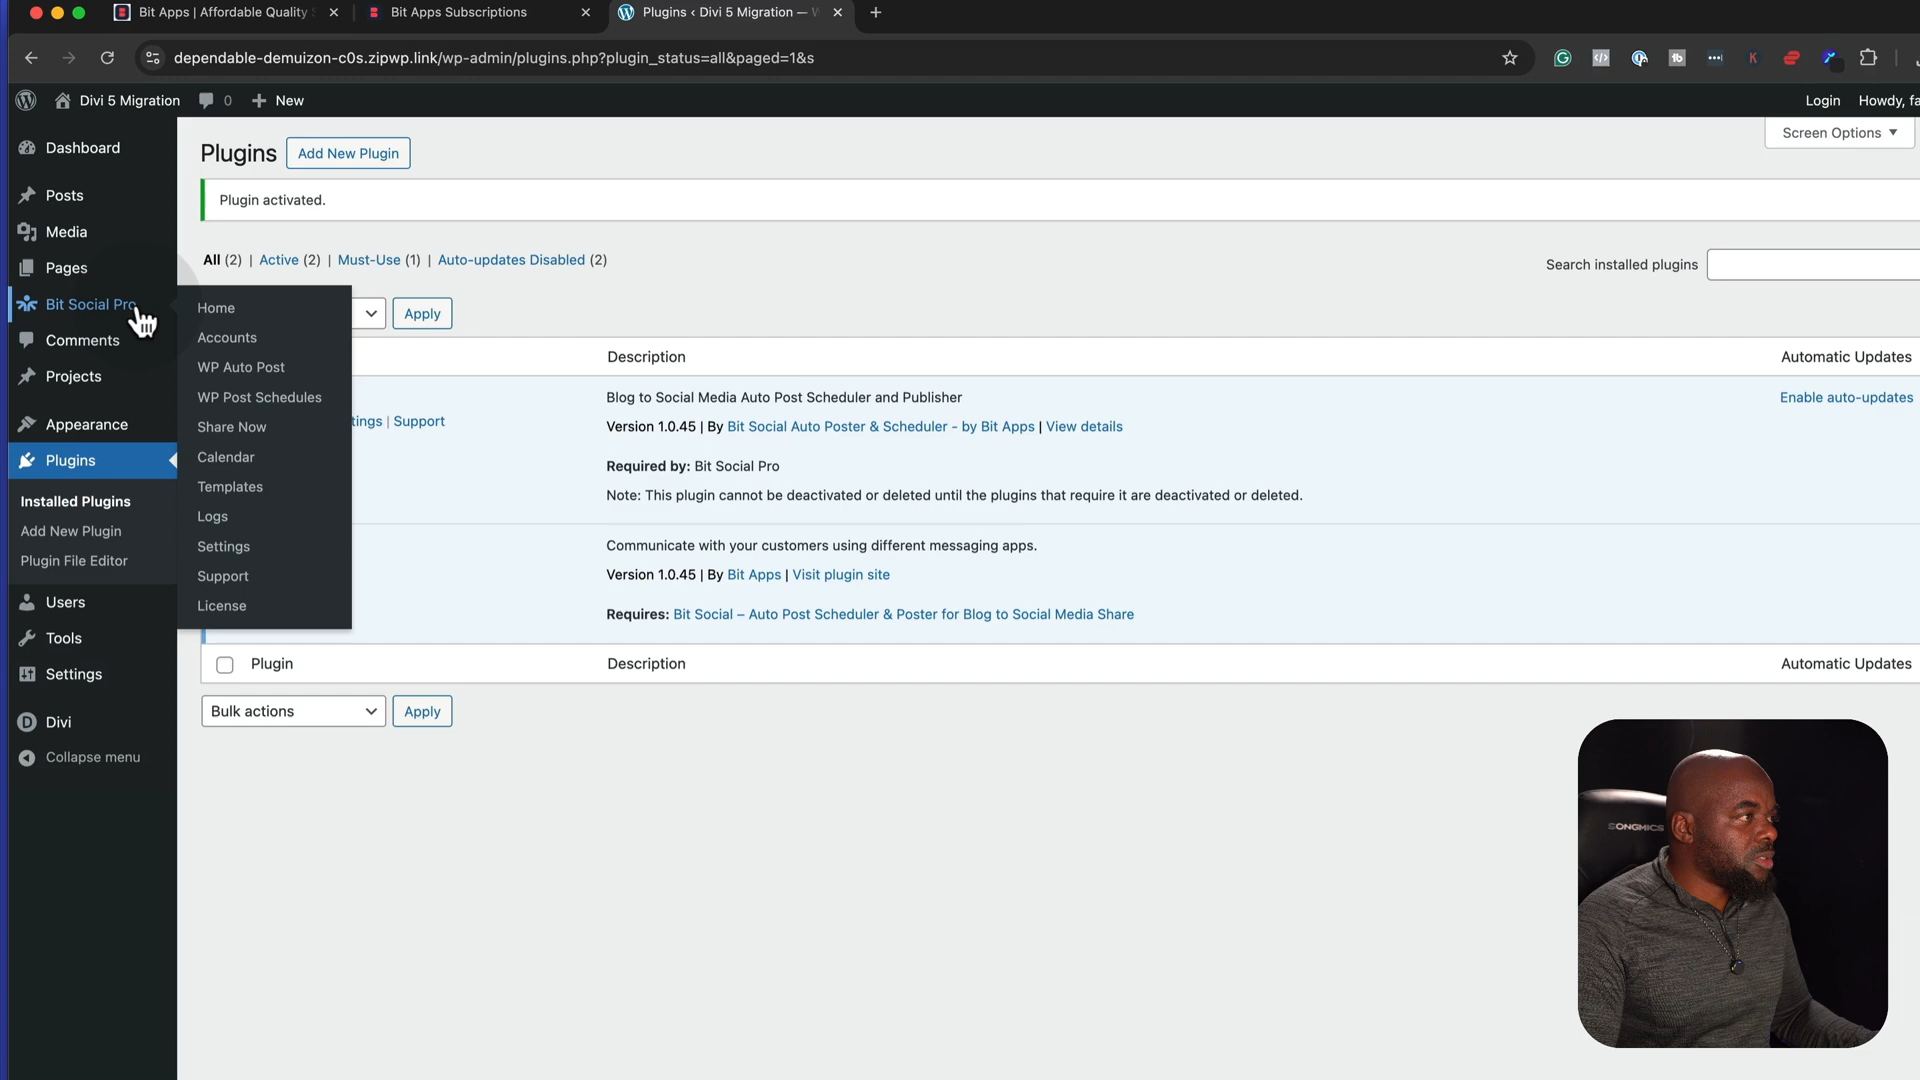 Bit Apps | Affordable Quality
Bit Apps Subscriptions
Plugins ‹ Divi 5 Migration —
dependable-demuizon-c0s.zipwp.link/wp-admin/plugins.php?plugin_status=all&paged=1&s
Divi 5 Migration
0
New
Login
Howdy, fa
Dashboard
Posts
Media
Pages
Bit Social Pro
Comments
Projects
Appearance
Plugins
Installed Plugins
Add New Plugin
Plugin File Editor
Users
Tools
Settings
Divi
Collapse menu
Home
Accounts
WP Auto Post
WP Post Schedules
Share Now
Calendar
Templates
Logs
Settings
Support
License
Screen Options
Plugins
Add New Plugin
Plugin activated.
All (2) | Active (2) | Must-Use (1) | Auto-updates Disabled (2)
Search installed plugins
Apply
Description
Automatic Updates
Blog to Social Media Auto Post Scheduler and Publisher
Enable auto-updates
tings | Support
Version 1.0.45 | By Bit Social Auto Poster & Scheduler - by Bit Apps | View details
Required by: Bit Social Pro
Note: This plugin cannot be deactivated or deleted until the plugins that require it are deactivated or deleted.
Communicate with your customers using different messaging apps.
Version 1.0.45 | By Bit Apps | Visit plugin site
Requires: Bit Social – Auto Post Scheduler & Poster for Blog to Social Media Share
Plugin
Description
Automatic Updates
Bulk actions
Apply
SONGMICS